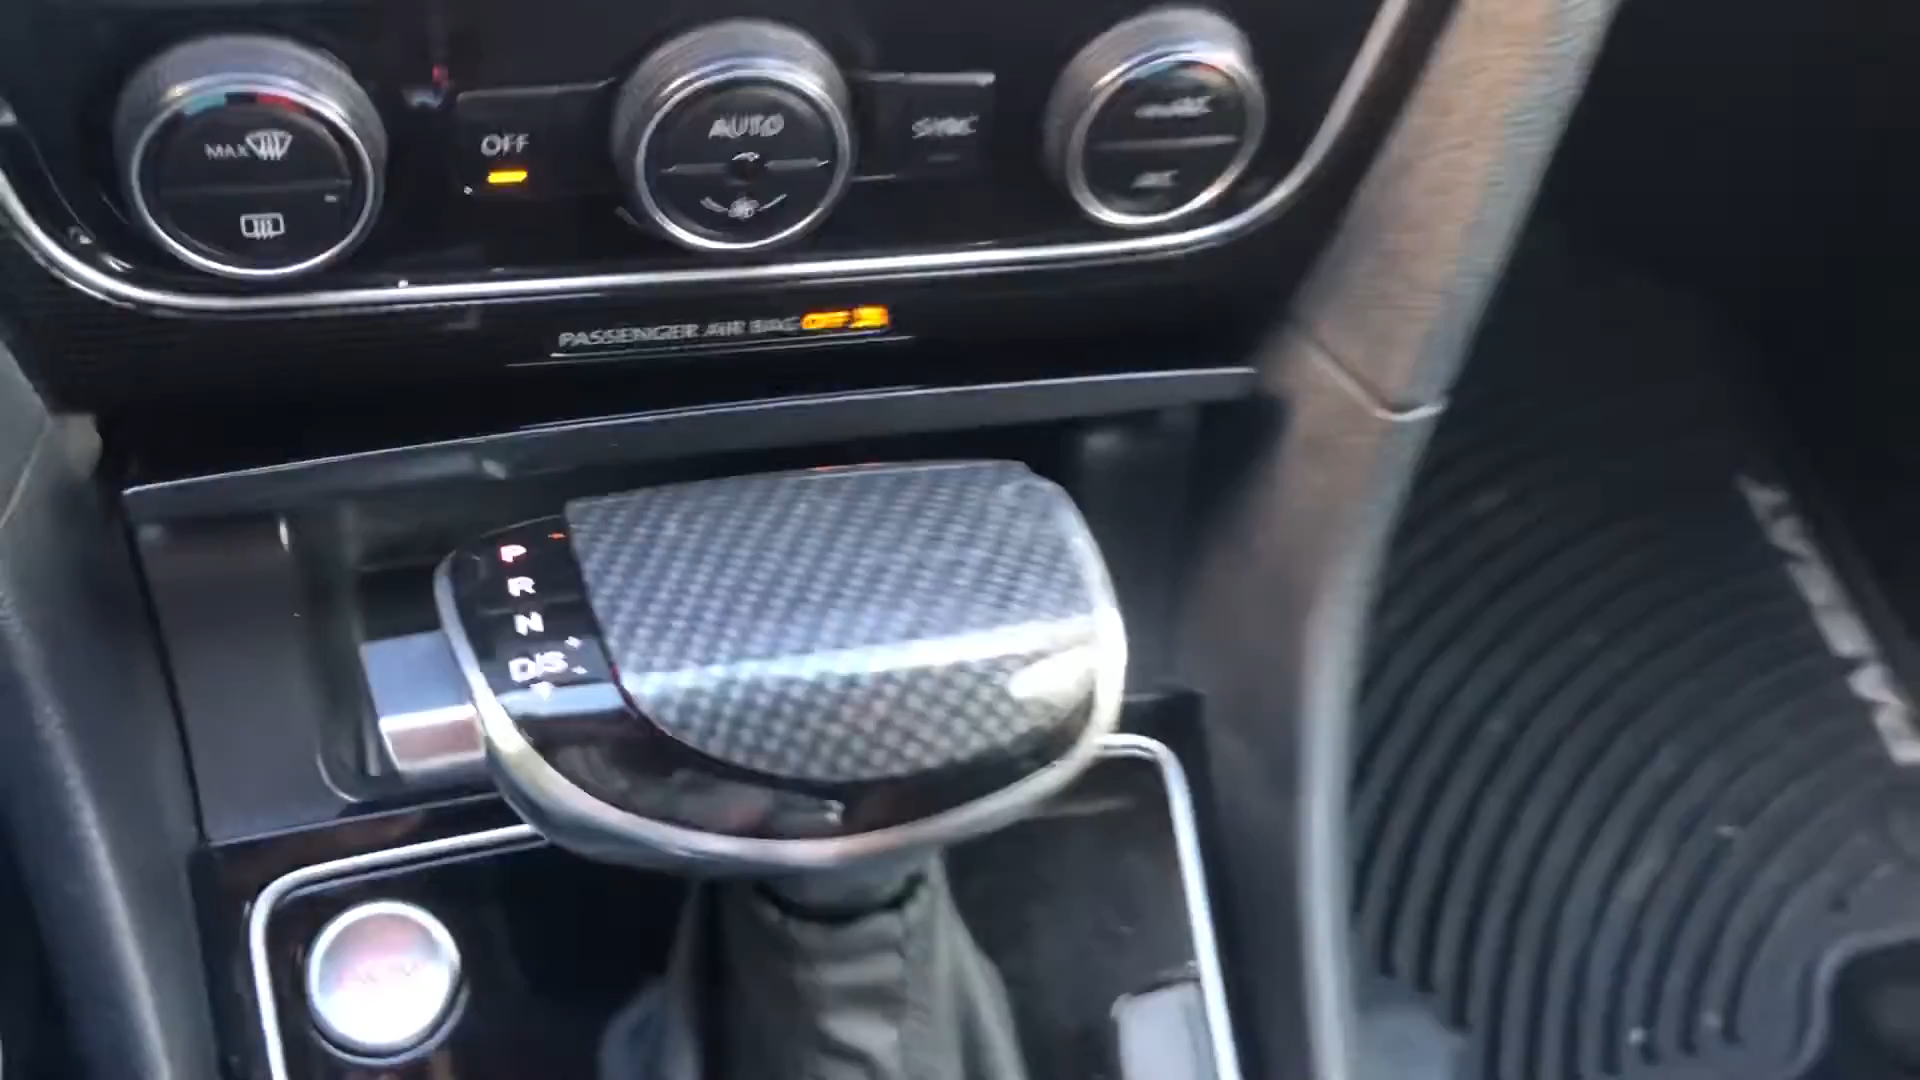 MAX
OFF
AUTO
SYNC
A/C
PASSENGER AIR BAG OFF
P
R
N
D/S